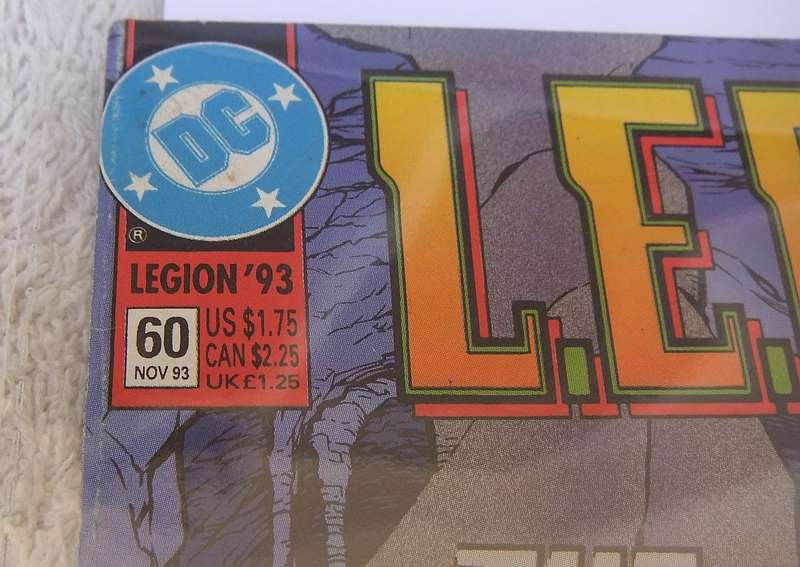 DC
®
LEGION '93
60
NOV 93
US $1.75
CAN $2.25
UK £1.25
L.E.